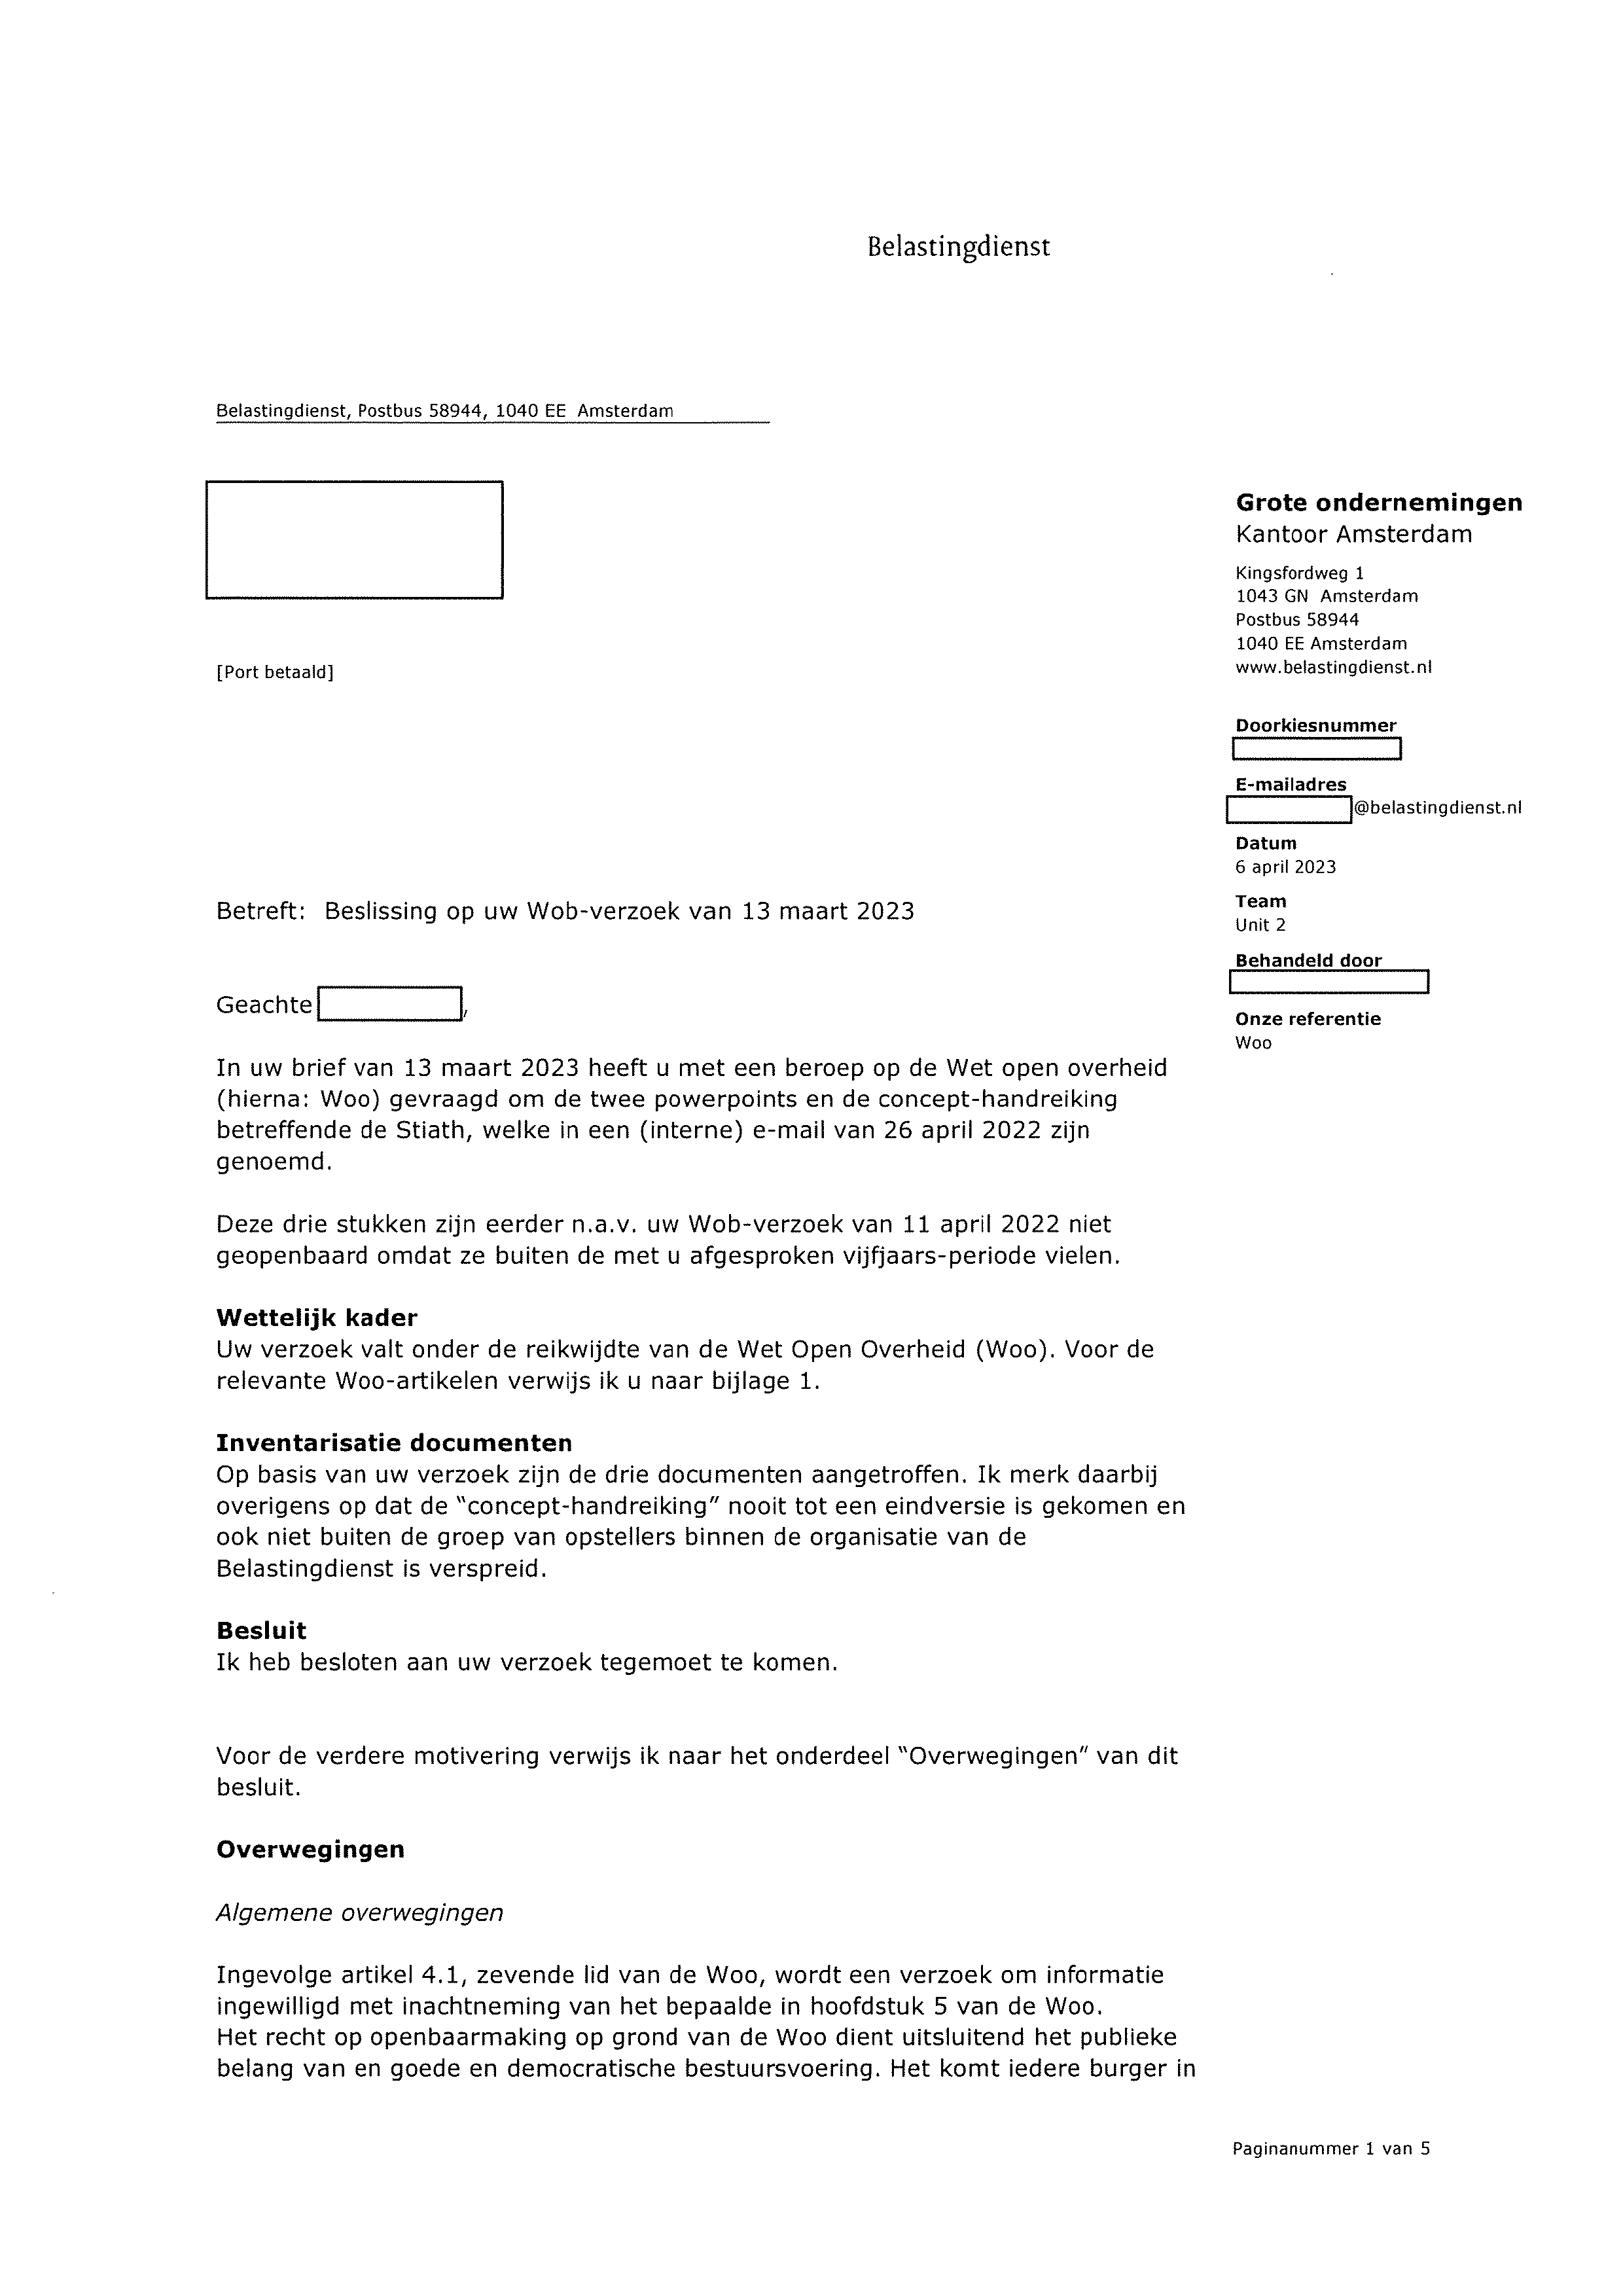 Belastingdienst
Belastingdienst, Postbus 58944, 1040 EE Amsterdam
[Port betaald]
Grote ondernemingen
Kantoor Amsterdam
Kingsfordweg 1
1043 GN Amsterdam
Postbus 58944
1040 EE Amsterdam
www.belastingdienst.nl
Doorkiesnummer
E-mailadres
@belastingdienst.nl
Datum
6 april 2023
Team
Unit 2
Behandeld door
Onze referentie
Woo
Betreft: Beslissing op uw Wob-verzoek van 13 maart 2023
Geachte ,
In uw brief van 13 maart 2023 heeft u met een beroep op de Wet open overheid
(hierna: Woo) gevraagd om de twee powerpoints en de concept-handreiking
betreffende de Stiath, welke in een (interne) e-mail van 26 april 2022 zijn
genoemd.
Deze drie stukken zijn eerder n.a.v. uw Wob-verzoek van 11 april 2022 niet
geopenbaard omdat ze buiten de met u afgesproken vijfjaars-periode vielen.
Wettelijk kader
Uw verzoek valt onder de reikwijdte van de Wet Open Overheid (Woo). Voor de
relevante Woo-artikelen verwijs ik u naar bijlage 1.
Inventarisatie documenten
Op basis van uw verzoek zijn de drie documenten aangetroffen. Ik merk daarbij
overigens op dat de "concept-handreiking" nooit tot een eindversie is gekomen en
ook niet buiten de groep van opstellers binnen de organisatie van de
Belastingdienst is verspreid.
Besluit
Ik heb besloten aan uw verzoek tegemoet te komen.
Voor de verdere motivering verwijs ik naar het onderdeel "Overwegingen" van dit
besluit.
Overwegingen
Algemene overwegingen
Ingevolge artikel 4.1, zevende lid van de Woo, wordt een verzoek om informatie
ingewilligd met inachtneming van het bepaalde in hoofdstuk 5 van de Woo.
Het recht op openbaarmaking op grond van de Woo dient uitsluitend het publieke
belang van en goede en democratische bestuursvoering. Het komt iedere burger in
Paginanummer 1 van 5